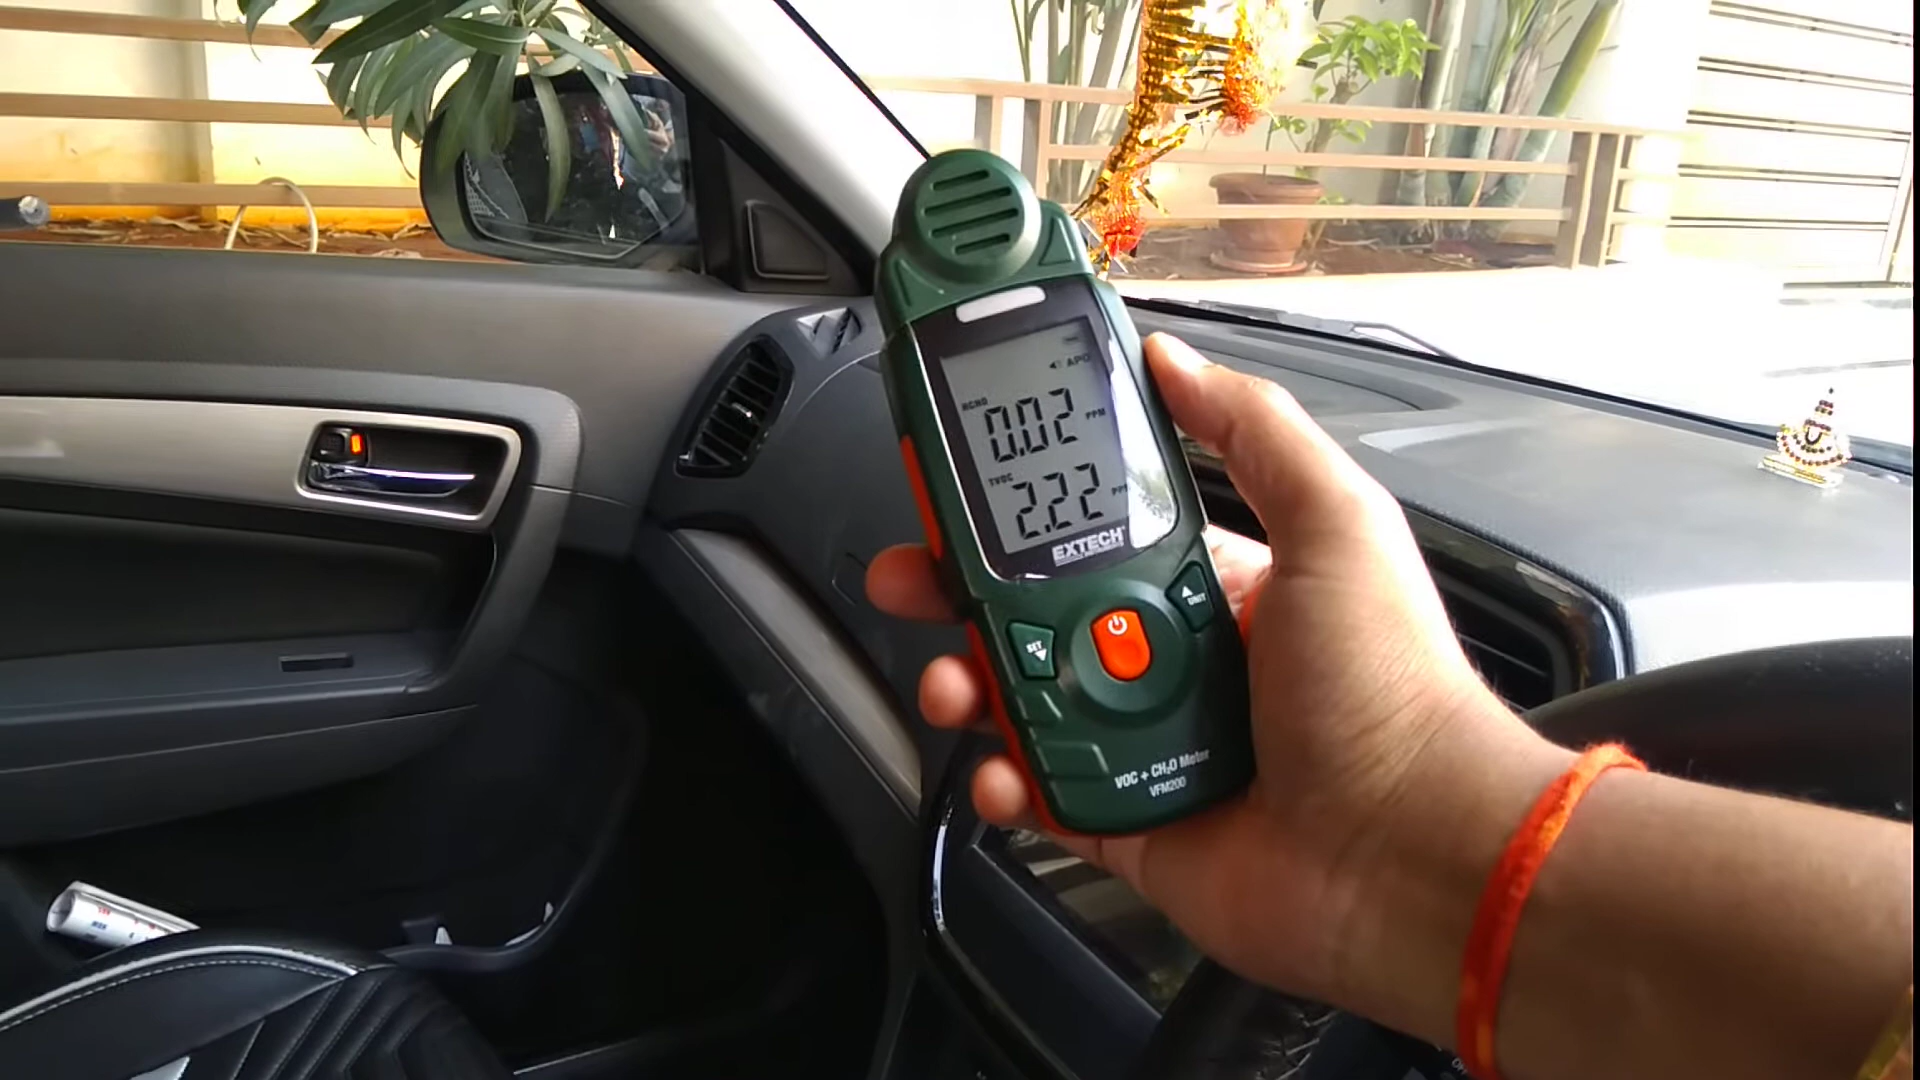 APO
HCHO 0.02 PPM
TVOC 2.22 PPM
EXTECH
UNIT
SET
VOC + CH₂O Meter
VFM200